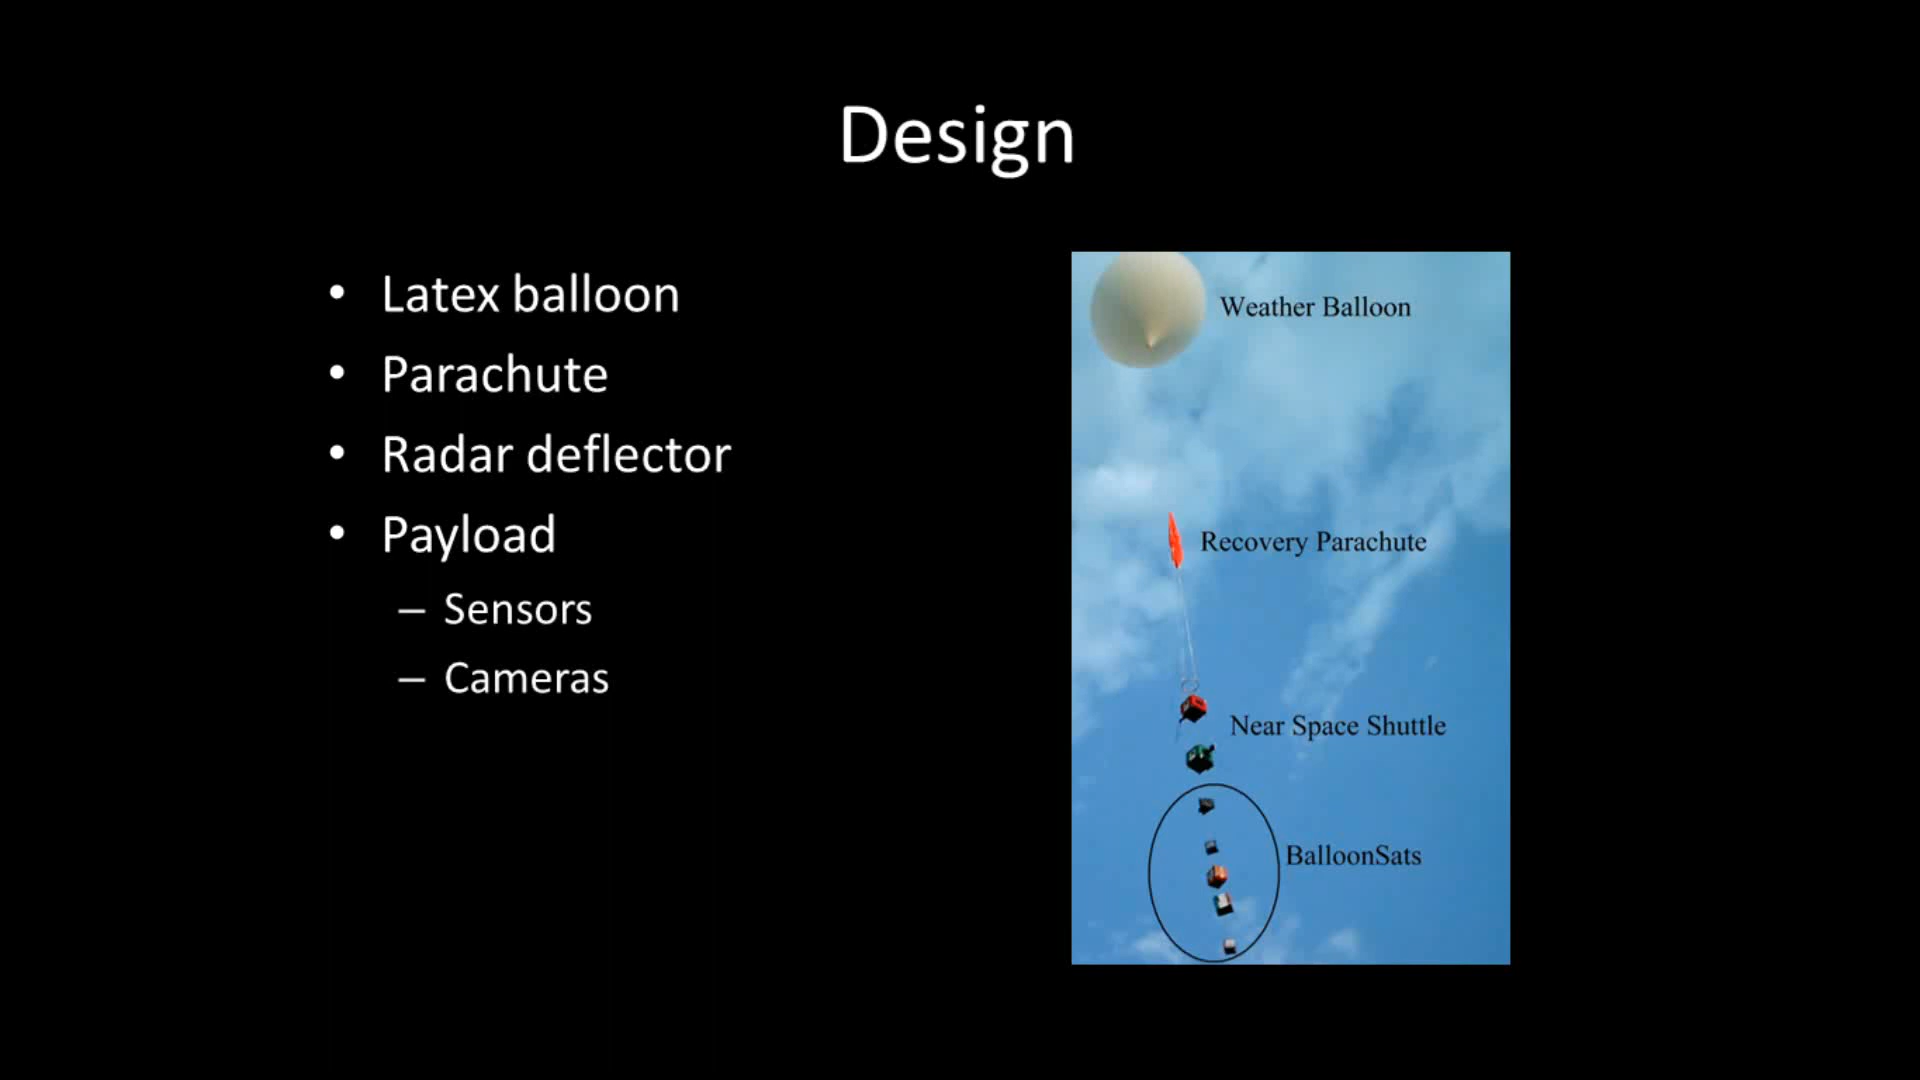 Design
• Latex balloon
• Parachute
• Radar deflector
• Payload
– Sensors
– Cameras
Weather Balloon
Recovery Parachute
Near Space Shuttle
BalloonSats